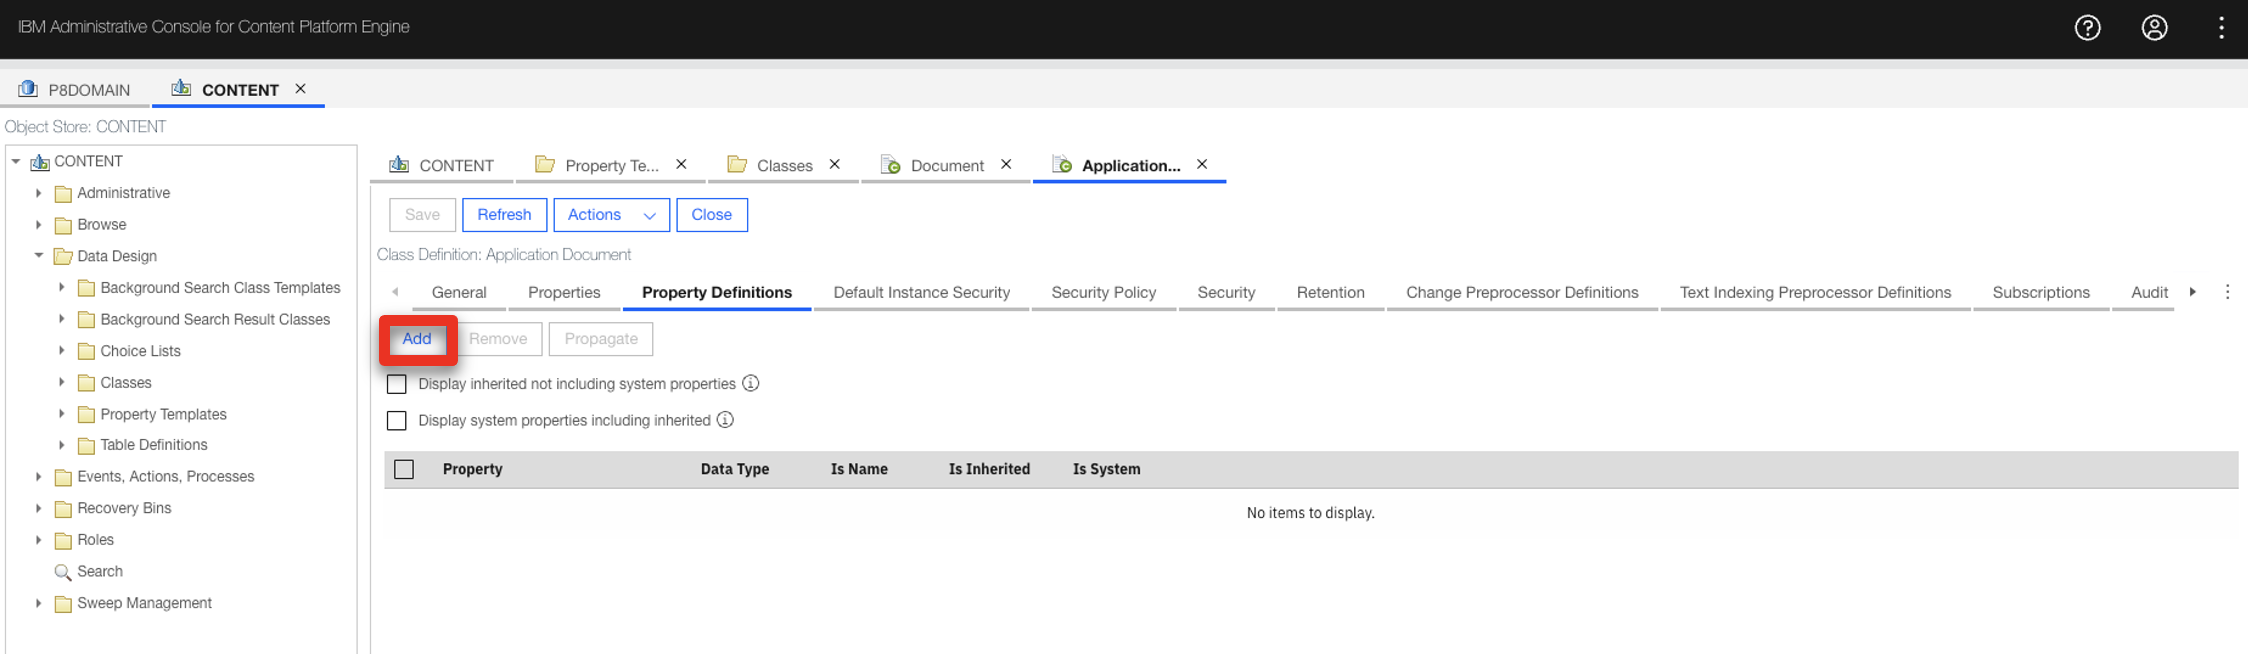 IBM Administrative Console for Content Platform Engine
P8DOMAIN
CONTENT
Object Store: CONTENT
CONTENT
Administrative
Browse
Data Design
Background Search Class Templates
Background Search Result Classes
Choice Lists
Classes
Property Templates
Table Definitions
Events, Actions, Processes
Recovery Bins
Roles
Search
Sweep Management
CONTENT
Property Te...
Classes
Document
Application...
Save
Refresh
Actions
Close
Class Definition: Application Document
General
Properties
Property Definitions
Default Instance Security
Security Policy
Security
Retention
Change Preprocessor Definitions
Text Indexing Preprocessor Definitions
Subscriptions
Audit
Add
Remove
Propagate
Display inherited not including system properties
Display system properties including inherited
Property
Data Type
Is Name
Is Inherited
Is System
No items to display.